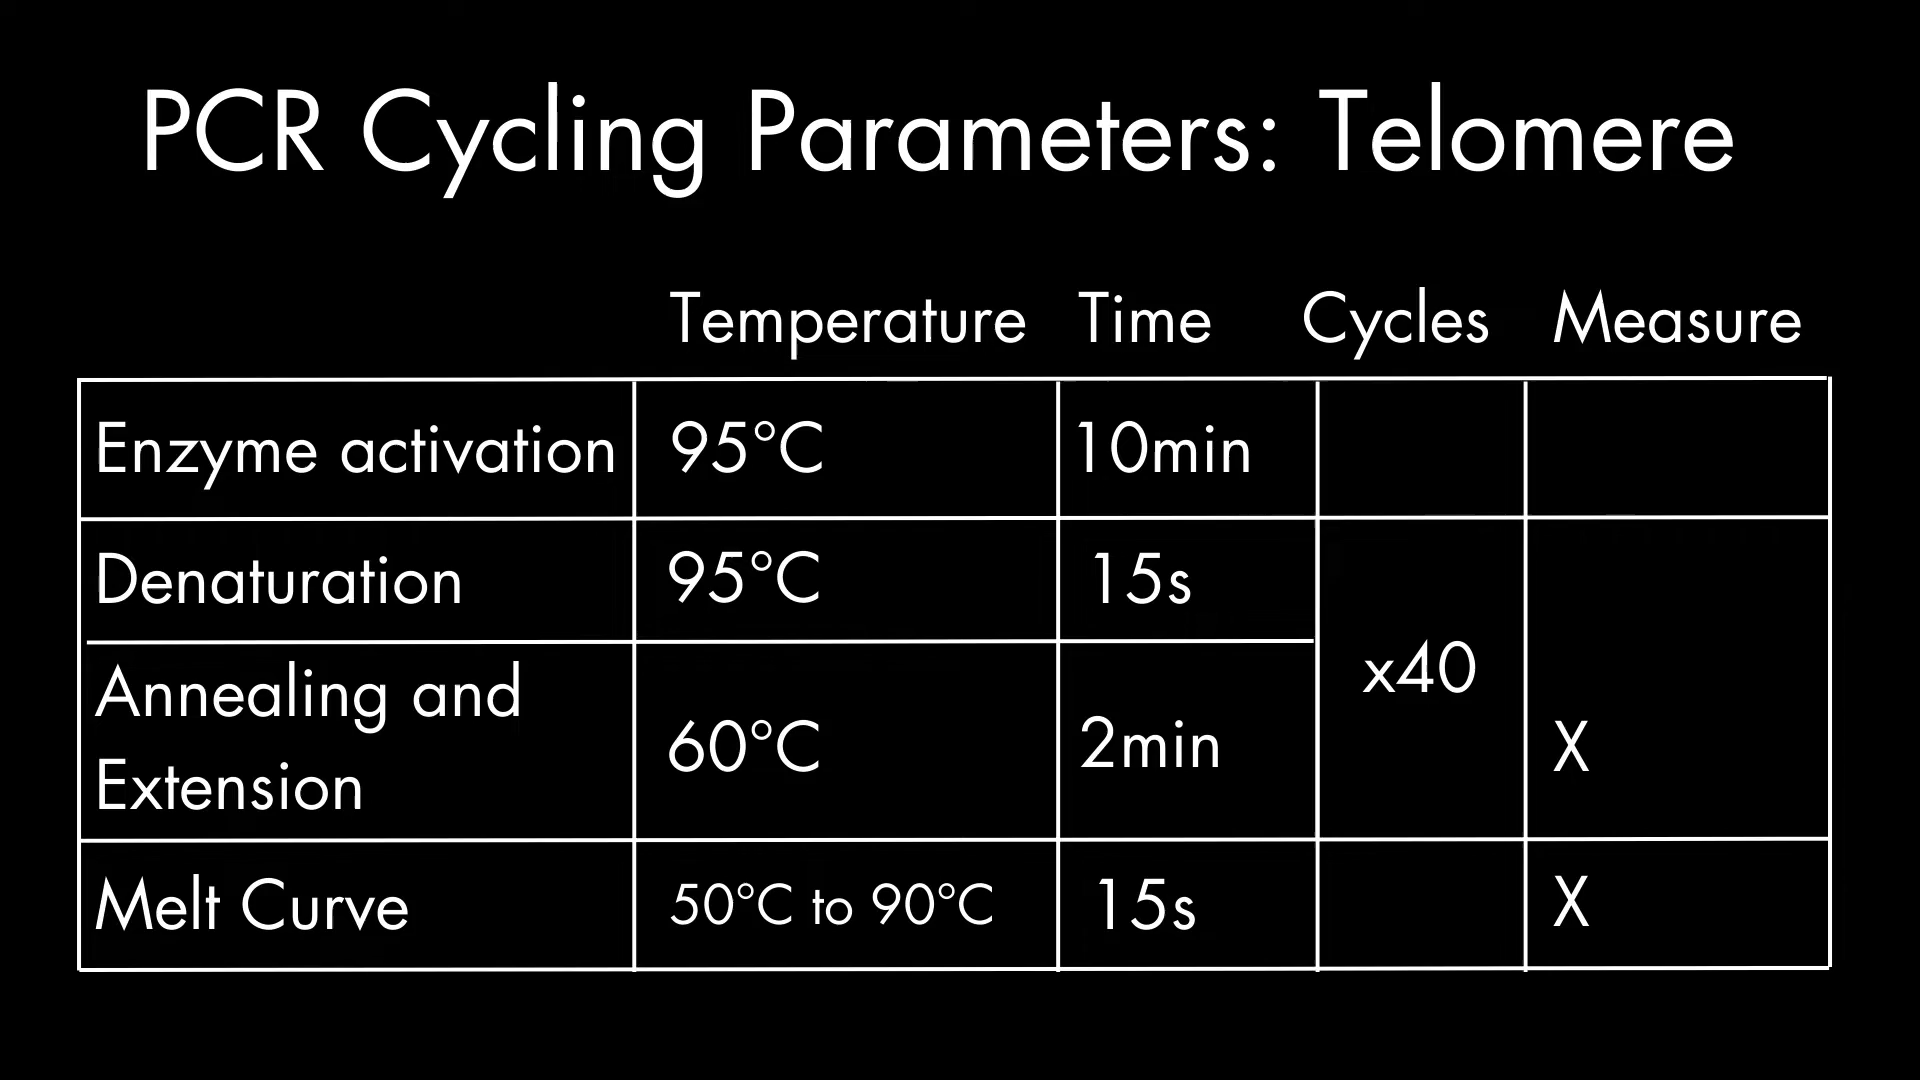 PCR Cycling Parameters: Telomere
Temperature Time Cycles Measure
Enzyme activation 95°C 10min
Denaturation 95°C 15s
x40
Annealing and
Extension 60°C 2min X
Melt Curve 50°C to 90°C 15s X